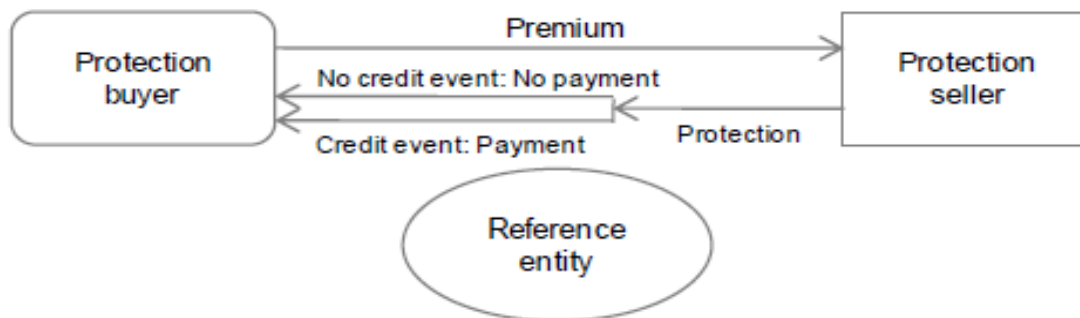 Premium
Protection
buyer
No credit event: No payment
Protection
seller
Protection
Credit event: Payment
Reference
entity